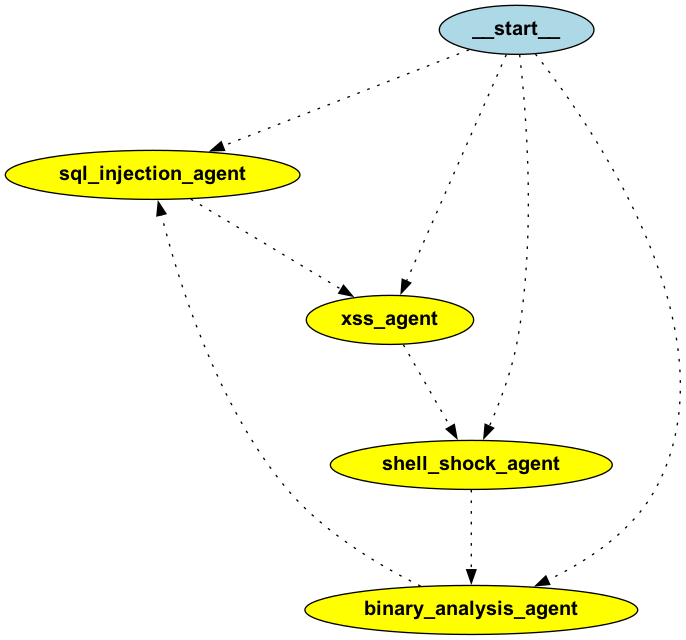 __start__
sql_injection_agent
xss_agent
shell_shock_agent
binary_analysis_agent